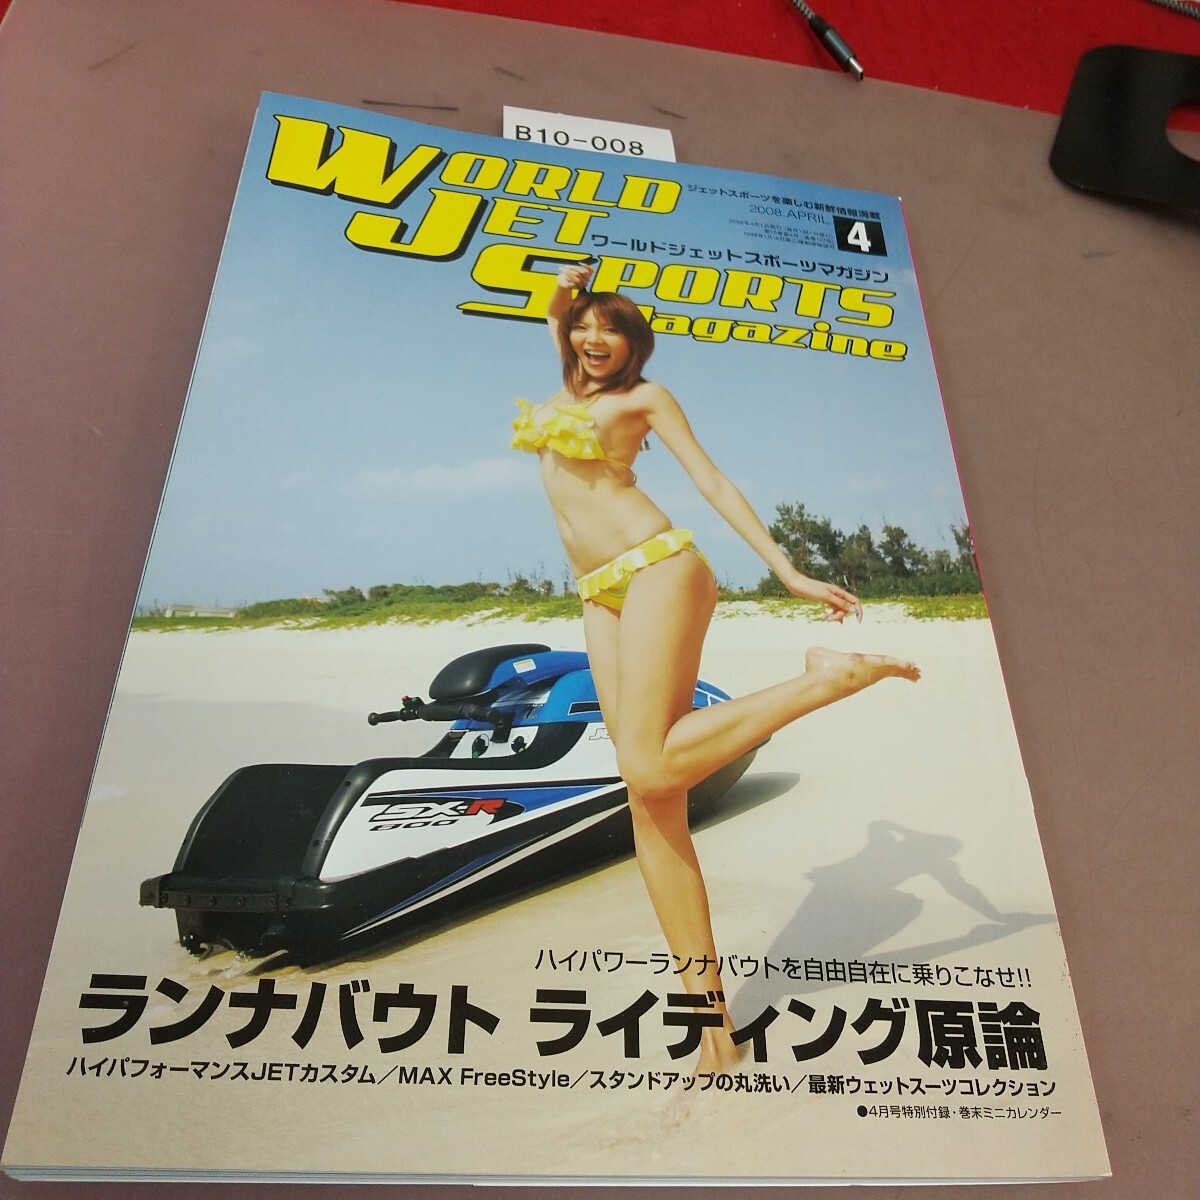 B10-008
WORLD
JET
SPORTS
Magazine
ジェットスポーツを楽しむ新鮮情報満載
2008.APRIL 4
ワールドジェットスポーツマガジン
SX-R
800
ハイパワーランナバウトを自由自在に乗りこなせ!!
ランナバウト ライディング原論
ハイパフォーマンスJETカスタム／MAX FreeStyle／スタンドアップの丸洗い／最新ウェットスーツコレクション
●4月号特別付録・巻末ミニカレンダー